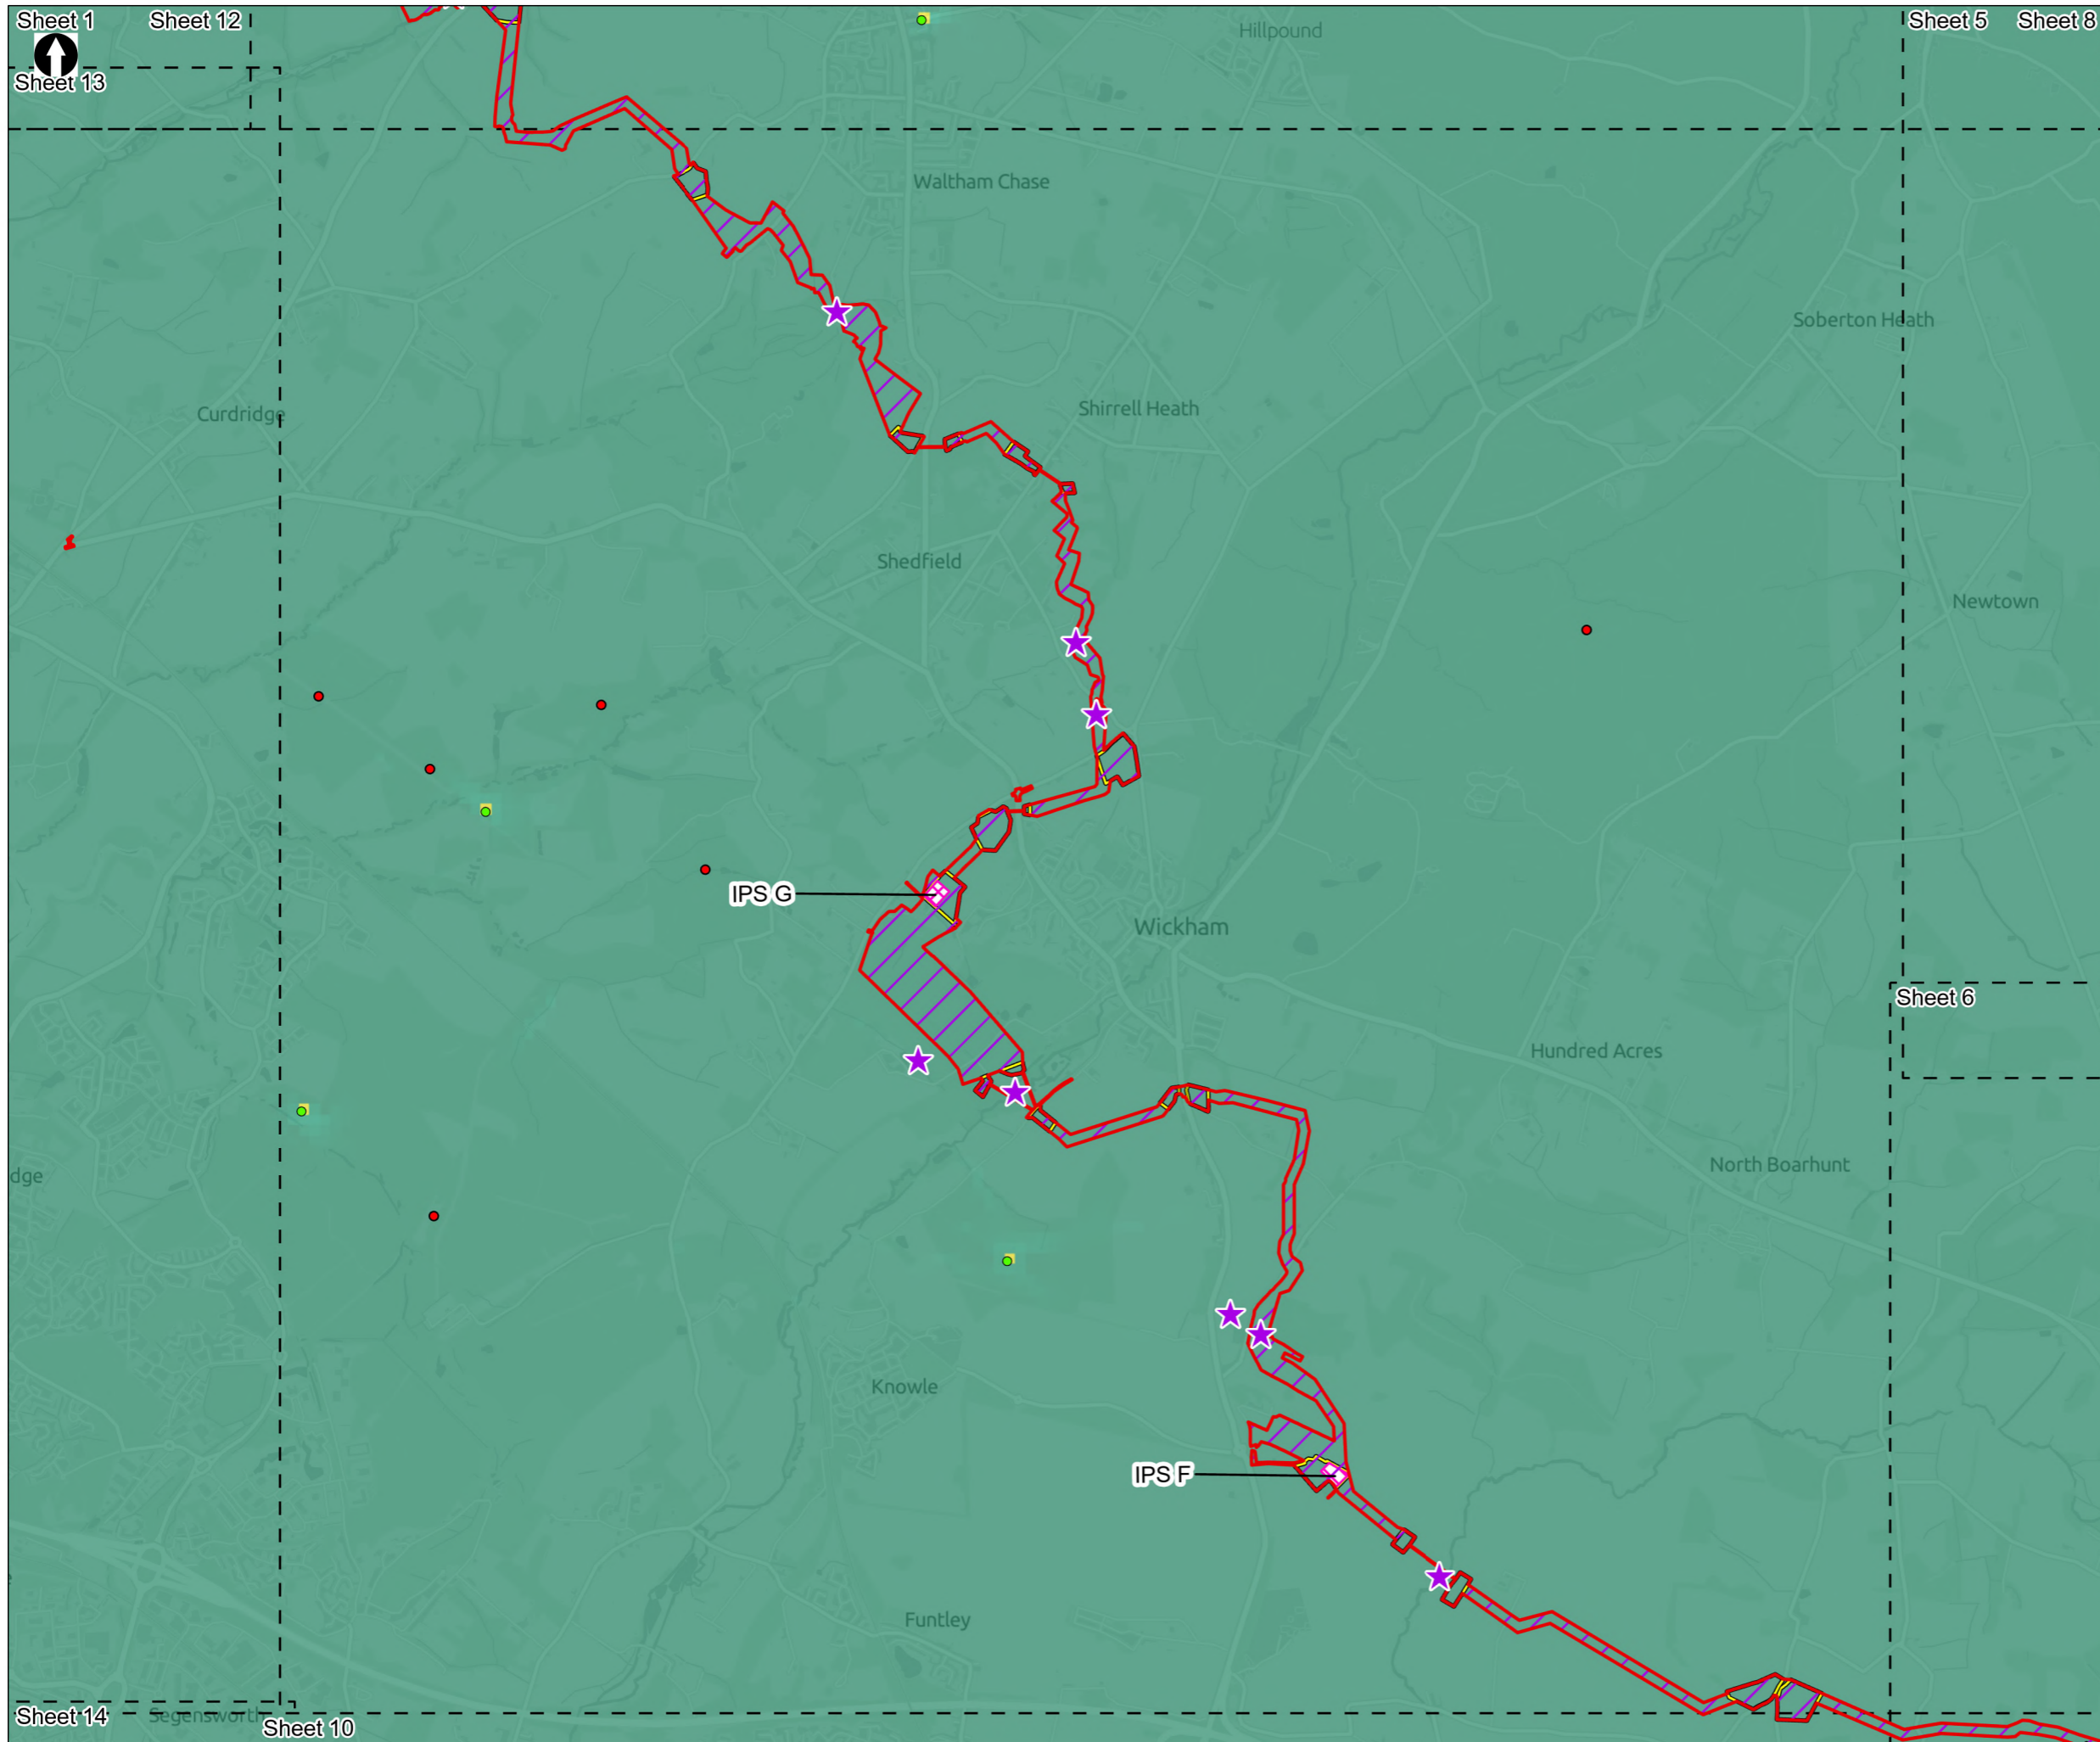 Sheet 1
Sheet 12
Sheet 5
Sheet 8
Hillpound
Sheet 13
Waltham Chase
Soberton Heath
Curdridge
Shirrell Heath
Shedfield
Newtown
IPS G
Wickham
Sheet 6
Hundred Acres
North Boarhunt
dge
Knowle
IPS F
Funtley
Sheet 14
Segensworth
Sheet 10